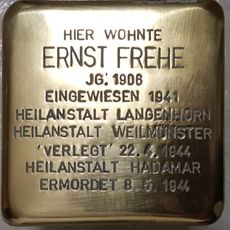 HIER WOHNTE
ERNST FREHE
JG. 1906
EINGEWIESEN 1941
HEILANSTALT LANGENHORN
HEILANSTALT WEILMÜNSTER
'VERLEGT' 22.4.1944
HEILANSTALT HADAMAR
ERMORDET 8.5.1944